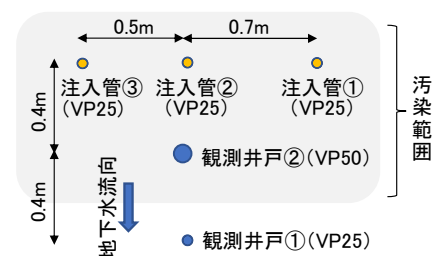 0.5m
0.7m
注入管③
(VP25)
注入管②
(VP25)
注入管①
(VP25)
0.4m
0.4m
観測井戸②(VP50)
観測井戸①(VP25)
地下水流向
汚染範囲